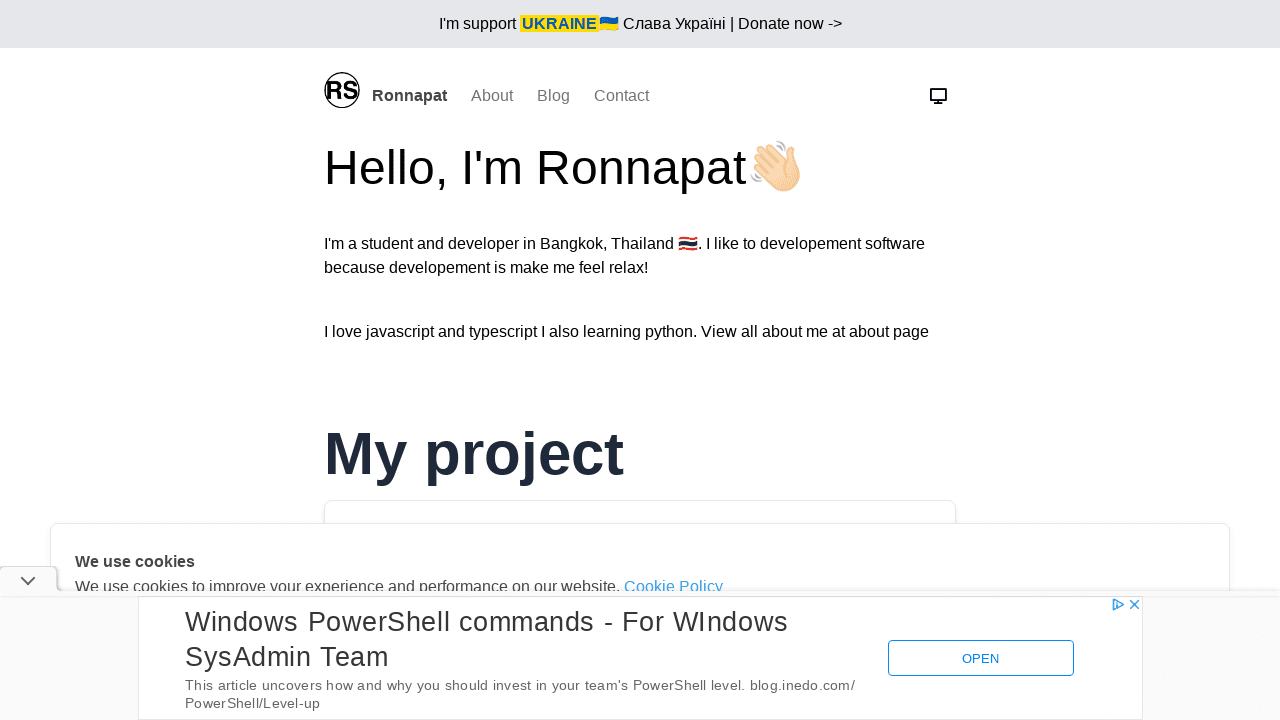 I'm support UKRAINE🇺🇦 Слава Україні | Donate now ->
RS
Ronnapat About Blog Contact
Hello, I'm Ronnapat👋🏻
I'm a student and developer in Bangkok, Thailand 🇹🇭. I like to developement software
because developement is make me feel relax!
I love javascript and typescript I also learning python. View all about me at about page
My project
We use cookies
We use cookies to improve your experience and performance on our website. Cookie Policy
Windows PowerShell commands - For WIndows
SysAdmin Team
This article uncovers how and why you should invest in your team's PowerShell level. blog.inedo.com/
PowerShell/Level-up
OPEN